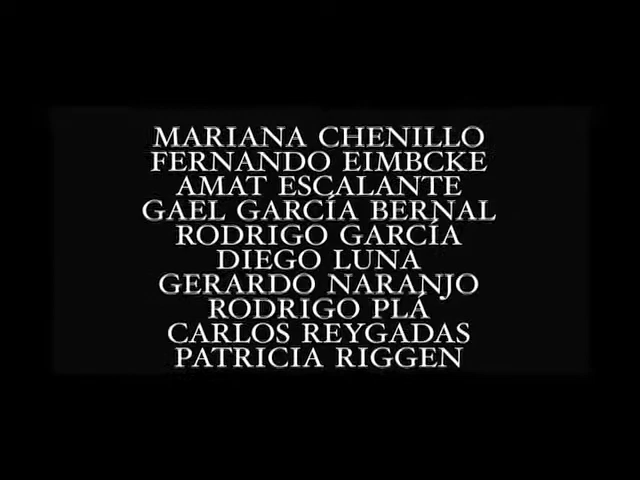 MARIANA CHENILLO
FERNANDO EIMBCKE
AMAT ESCALANTE
GAEL GARCÍA BERNAL
RODRIGO GARCÍA
DIEGO LUNA
GERARDO NARANJO
RODRIGO PLÁ
CARLOS REYGADAS
PATRICIA RIGGEN